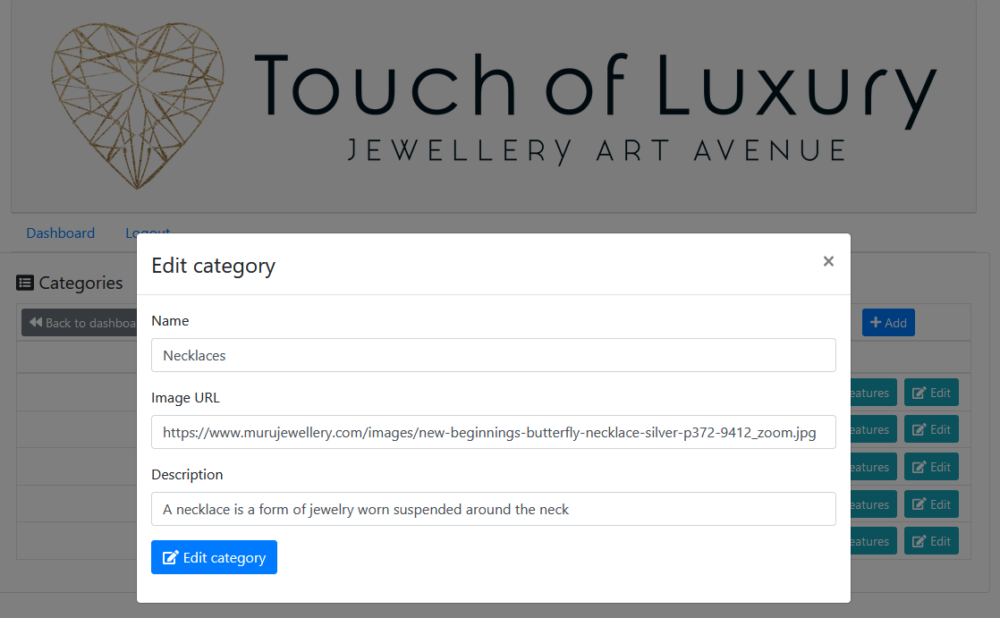 Touch of Luxury
JEWELLERY ART AVENUE
Dashboard Logout
Edit category ×
Categories
Name
Back to dashboa
Add
Necklaces
Image URL
eatures Edit
https://www.murujewellery.com/images/new-beginnings-butterfly-necklace-silver-p372-9412_zoom.jpg
eatures Edit
Description
eatures Edit
A necklace is a form of jewelry worn suspended around the neck
eatures Edit
eatures Edit
Edit category